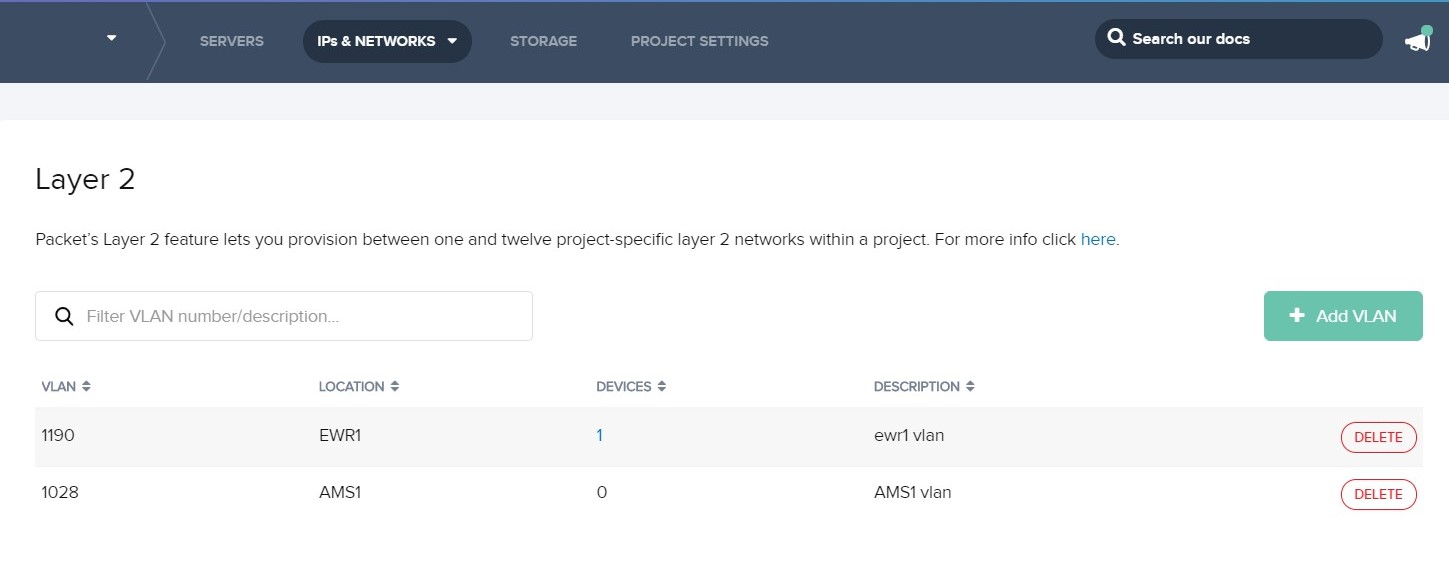 SERVERS IPs & NETWORKS STORAGE PROJECT SETTINGS Search our docs
Layer 2
Packet's Layer 2 feature lets you provision between one and twelve project-specific layer 2 networks within a project. For more info click here.
Filter VLAN number/description... + Add VLAN
VLAN LOCATION DEVICES DESCRIPTION
1190 EWR1 1 ewr1 vlan DELETE
1028 AMS1 0 AMS1 vlan DELETE